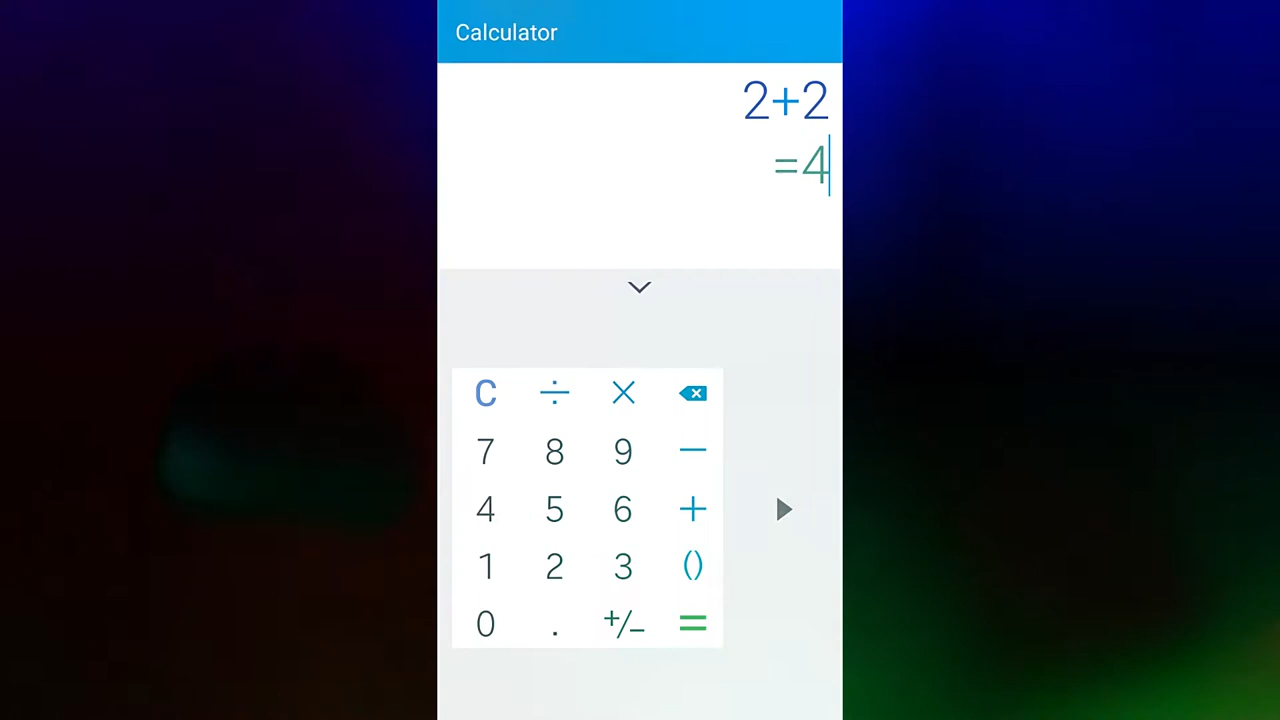 Calculator
2+2
=4
C ÷ ×
7 8 9 −
4 5 6 +
1 2 3 ()
0 . +/− =